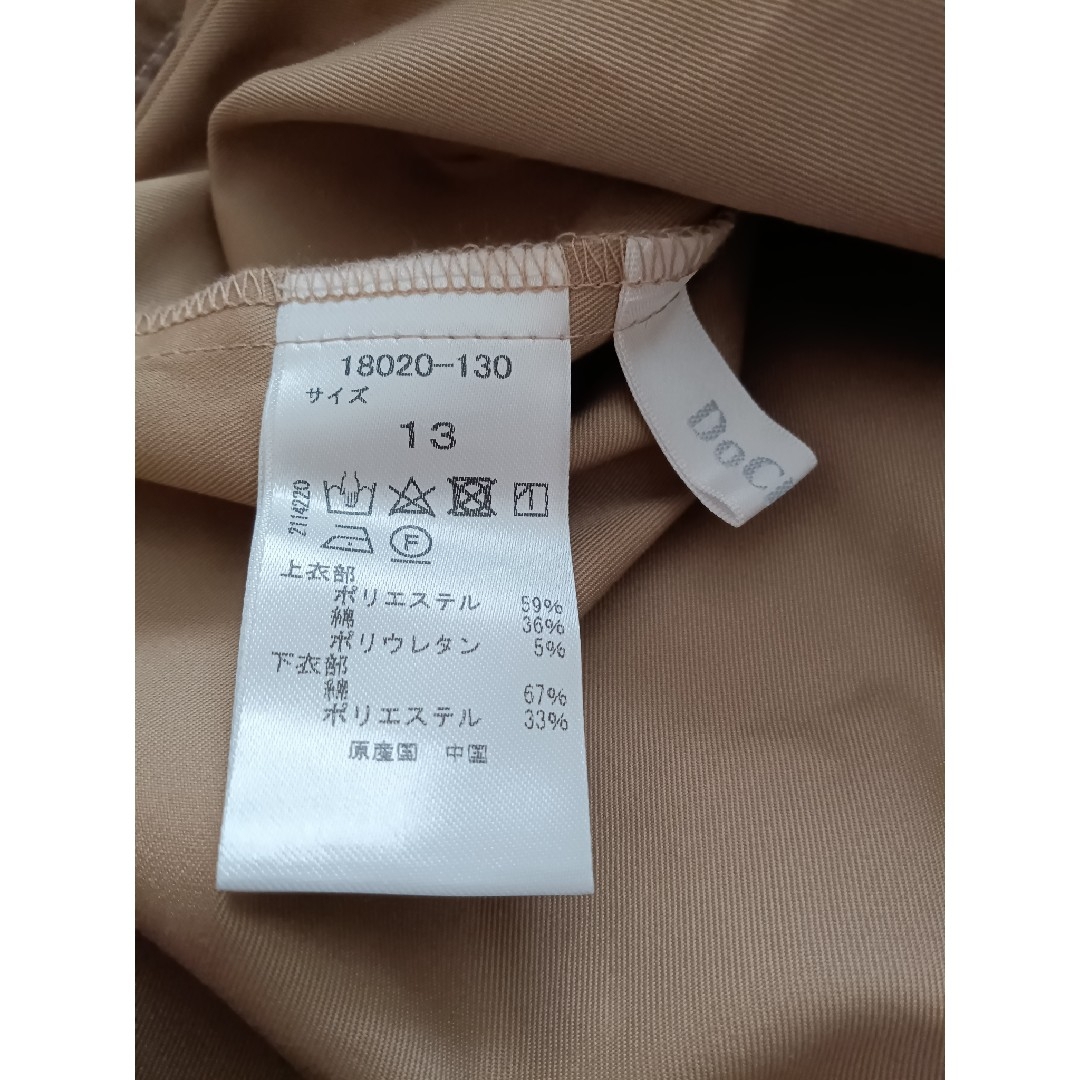 18020-130
サイズ
13
2114220
F
上衣部
ポリエステル 59%
綿 36%
ポリウレタン 5%
下衣部
綿 67%
ポリエステル 33%
原産国 中国